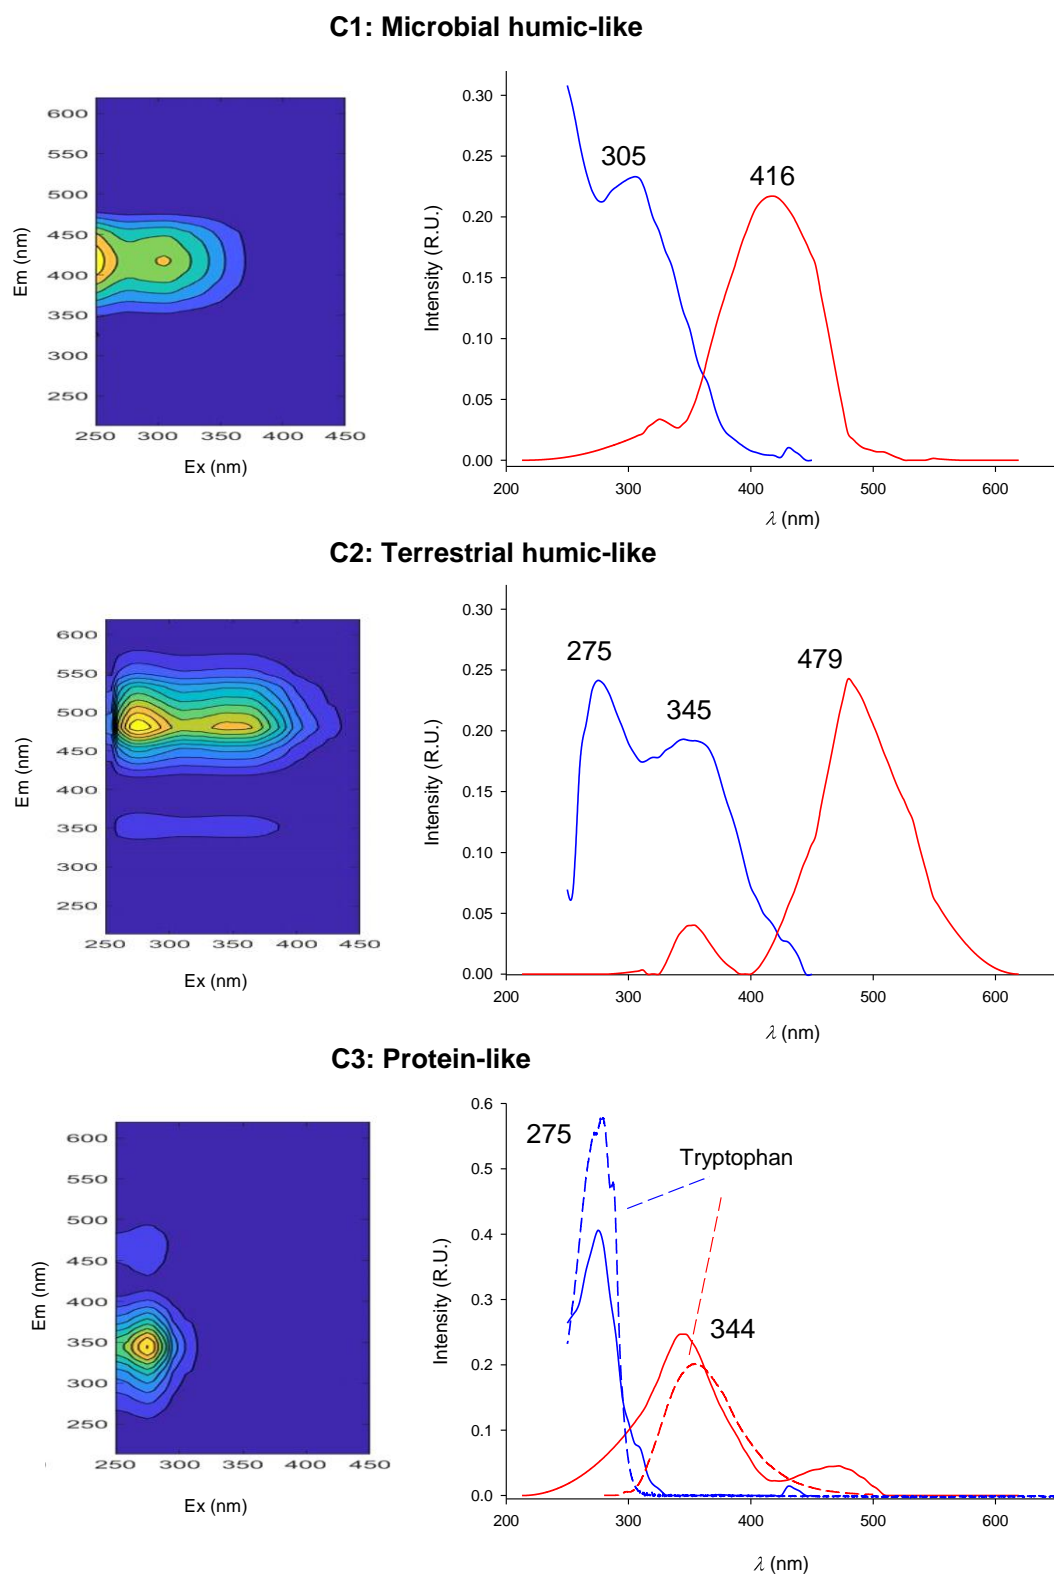 C1: Microbial humic-like
600
550
500
450
400
350
300
250
250 300 400 450
Em (nm)
Ex (nm)
0.30
0.25
0.20
0.15
0.10
0.05
0.00
200 300 400 500 600
Intensity (R.U.)
λ (nm)
305
416
C2: Terrestrial humic-like
600
550
500
450
400
350
300
250
250 300 350 400 450
Em (nm)
Ex (nm)
0.30
0.25
0.20
0.15
0.10
0.05
0.00
200 300 400 500 600
Intensity (R.U.)
λ (nm)
275
345
479
C3: Protein-like
600
550
500
450
400
350
300
250
250 300 350 400 450
Em (nm)
Ex (nm)
0.6
0.5
0.4
0.3
0.2
0.1
0.0
200 300 400 500 600
Intensity (R.U.)
λ (nm)
275
Tryptophan
344